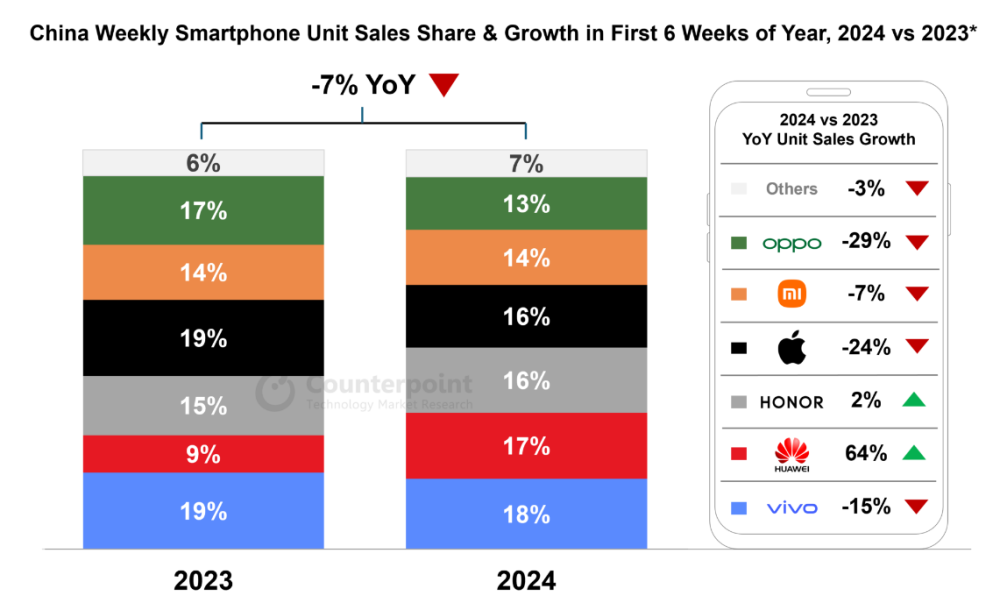 China Weekly Smartphone Unit Sales Share & Growth in First 6 Weeks of Year, 2024 vs 2023*
-7% YoY
6%
17%
14%
19%
15%
9%
19%
2023
7%
13%
14%
16%
16%
17%
18%
2024
Counterpoint
Technology Market Research
2024 vs 2023
YoY Unit Sales Growth
Others -3%
oppo -29%
mi -7%
-24%
HONOR 2%
HUAWEI 64%
vivo -15%